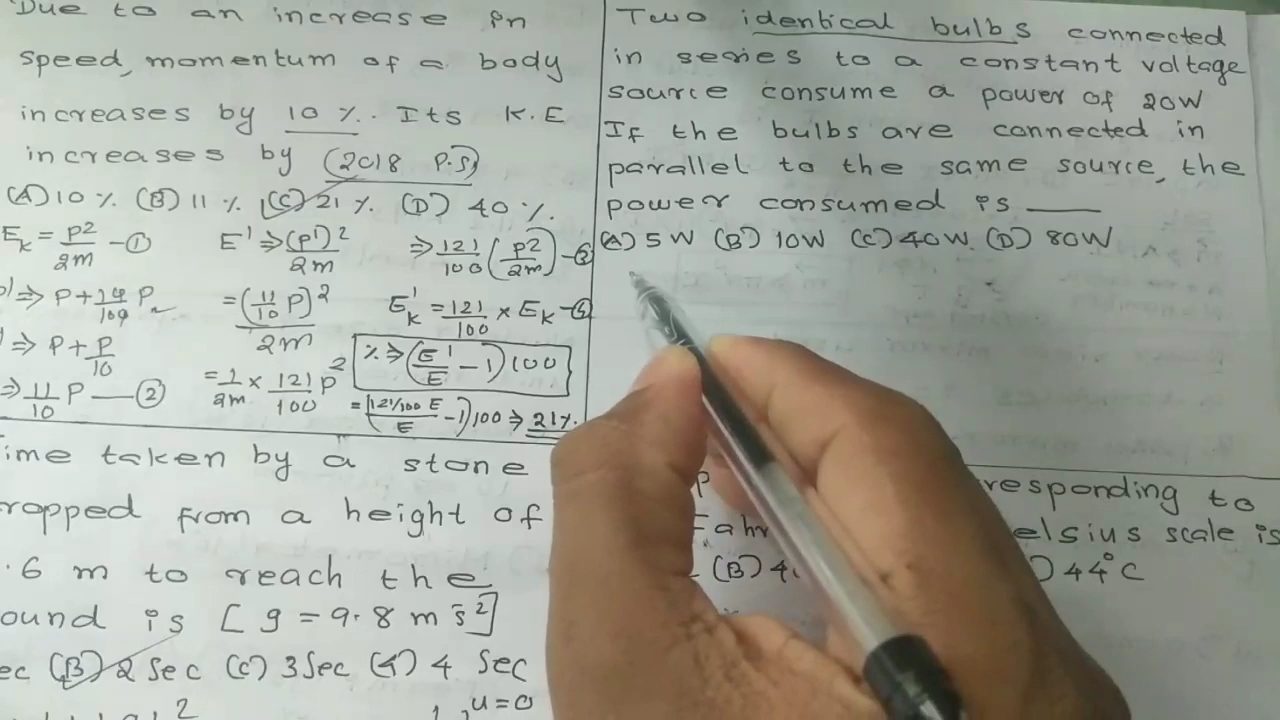 Due to an increase in
speed, momentum of a body
increases by 10 %. Its K.E
increases by (2018 P.S)
(A) 10 % (B) 11 % (C) 21 % (D) 40 %.
Ek = P2/2m - ① E' ⇒ (P')2/2m ⇒ 121/100 (P2/2m) - ③
⇒ P + 10/100 P = (11/10 P)2/2m E'k = 121/100 × Ek - ④
⇒ P + P/10 % ⇒ (E'/E - 1) 100
⇒ 11/10 P — ② = 1/2m × 121/100 P2 = (121/100 E/E - 1) 100 ⇒ 21 %.
ime taken by a stone
ropped from a height of
.6 m to reach the
ound is [ g = 9.8 m s-2 ]
ec (B) 2 Sec (C) 3 Sec (4) 4 Sec
u = 0
Two identical bulbs connected
in series to a constant voltage
source consume a power of 20W
If the bulbs are connected in
parallel to the same source, the
power consumed is ____
(A) 5 W (B) 10W (C) 40W (D) 80W
responding to
Fah elsius scale is
(B) 4 ) 44°C